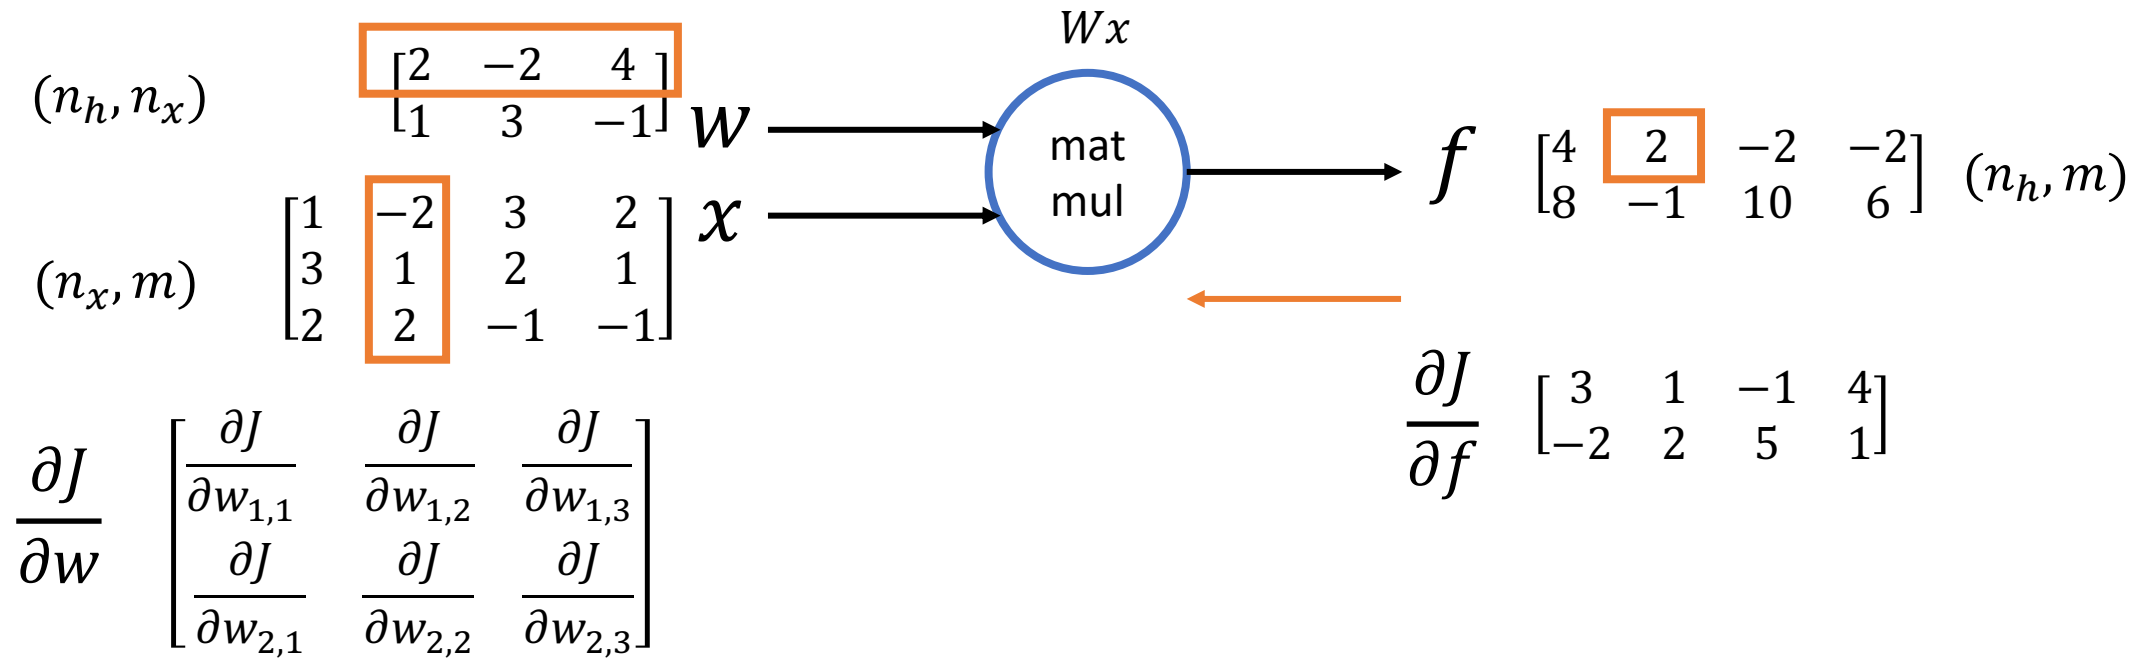 Wx
(n_h, n_x)
[2 −2 4
1 3 −1]
w
x
mat
mul
f
[4 2 −2 −2
8 −1 10 6]
(n_h, m)
(n_x, m)
[1 −2 3 2
3 1 2 1
2 2 −1 −1]
∂J/∂f
[3 1 −1 4
−2 2 5 1]
∂J/∂w
[∂J/∂w_{1,1} ∂J/∂w_{1,2} ∂J/∂w_{1,3}
∂J/∂w_{2,1} ∂J/∂w_{2,2} ∂J/∂w_{2,3}]